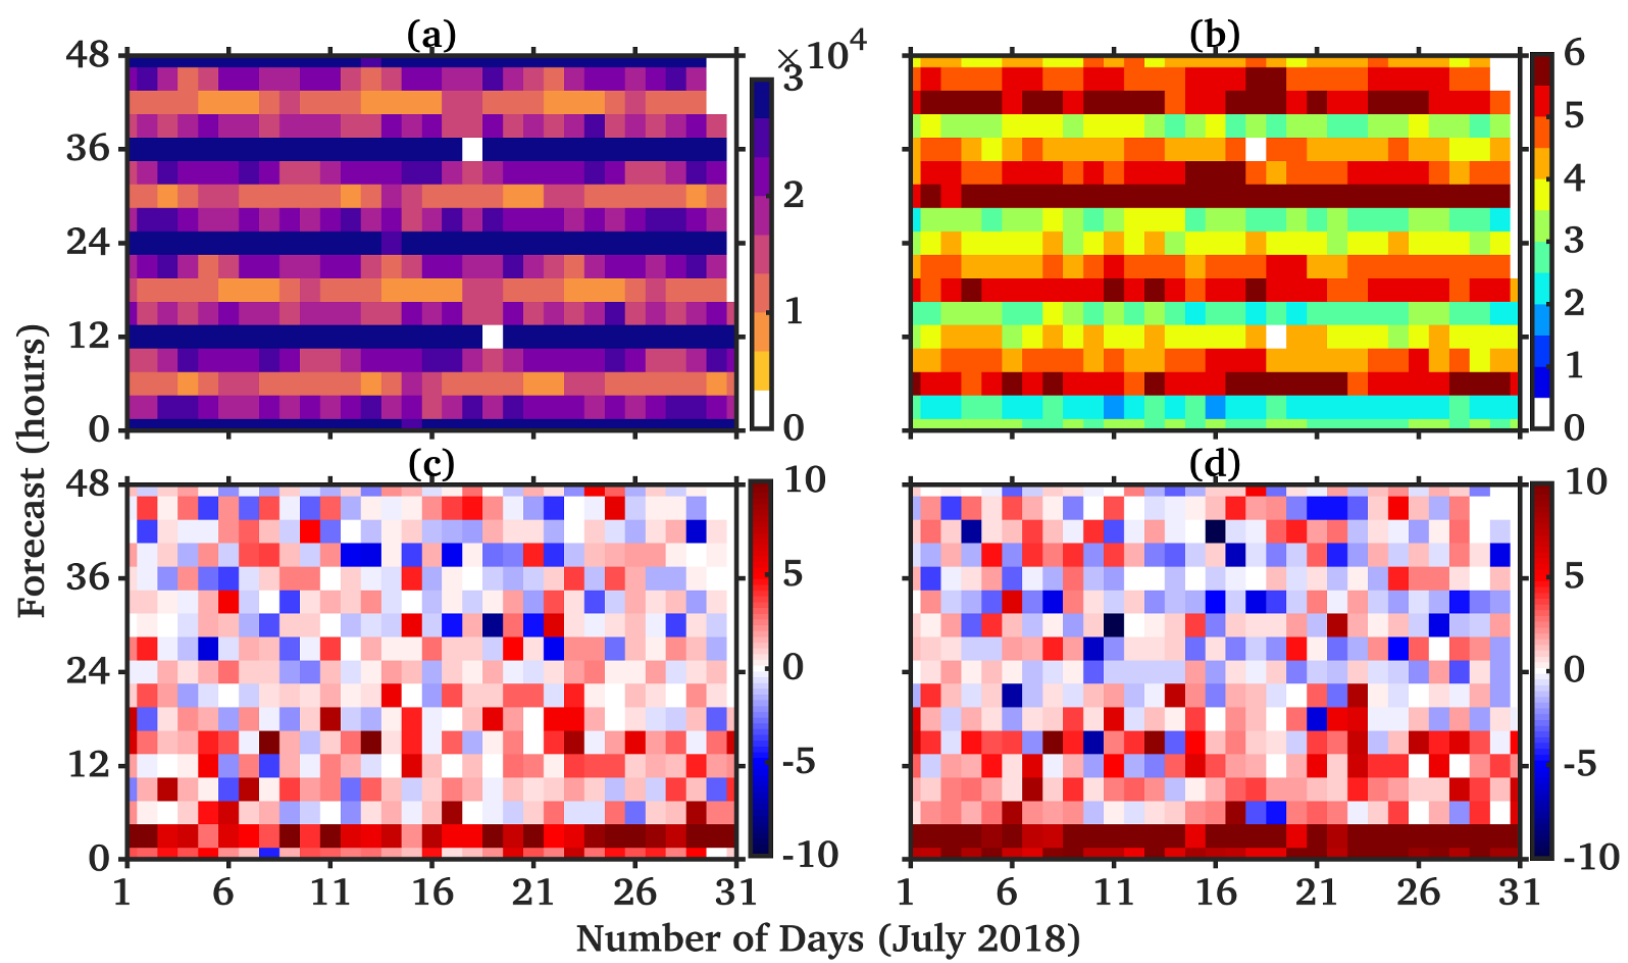 (a) (b)
×10⁴
48 3 6
5
36 2 4
24 3
1 2
12 1
0 0 0
(c) (d)
48 10 10
36 5 5
24 0 0
12 -5 -5
0 -10 -10
1 6 11 16 21 26 31 1 6 11 16 21 26 31
Forecast (hours)
Number of Days (July 2018)